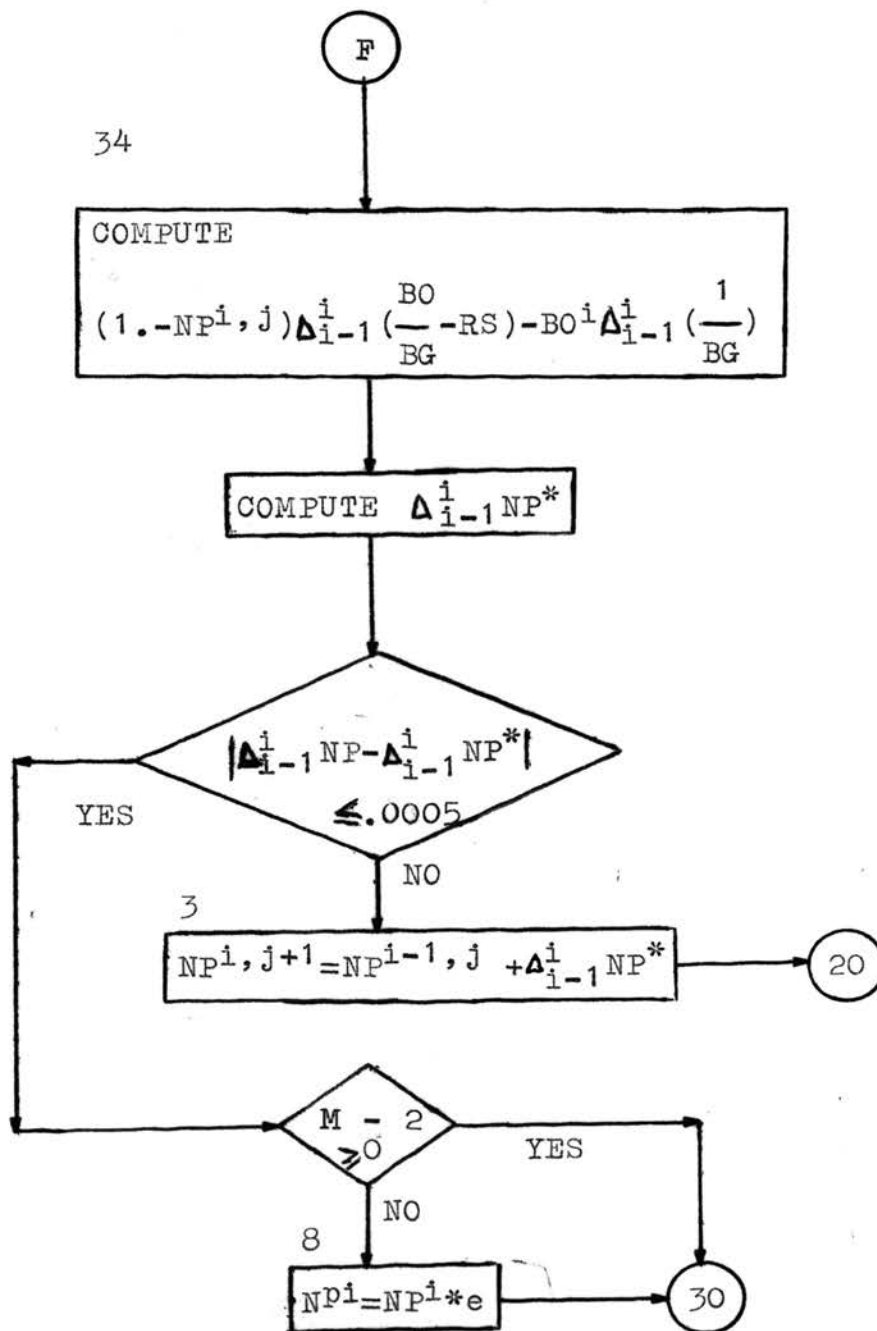 F
34
COMPUTE
(1.-NPⁱ,ʲ)Δⁱᵢ₋₁(BO/BG-RS)-BOⁱΔⁱᵢ₋₁(1/BG)
COMPUTE Δⁱᵢ₋₁NP*
|Δⁱᵢ₋₁NP-Δⁱᵢ₋₁NP*|
≤.0005
YES
NO
3
NPⁱ,ʲ⁺¹=NPⁱ⁻¹,ʲ +Δⁱᵢ₋₁NP*
20
M - 2
≥0
YES
NO
8
Nᵖⁱ=NPⁱ*e
30